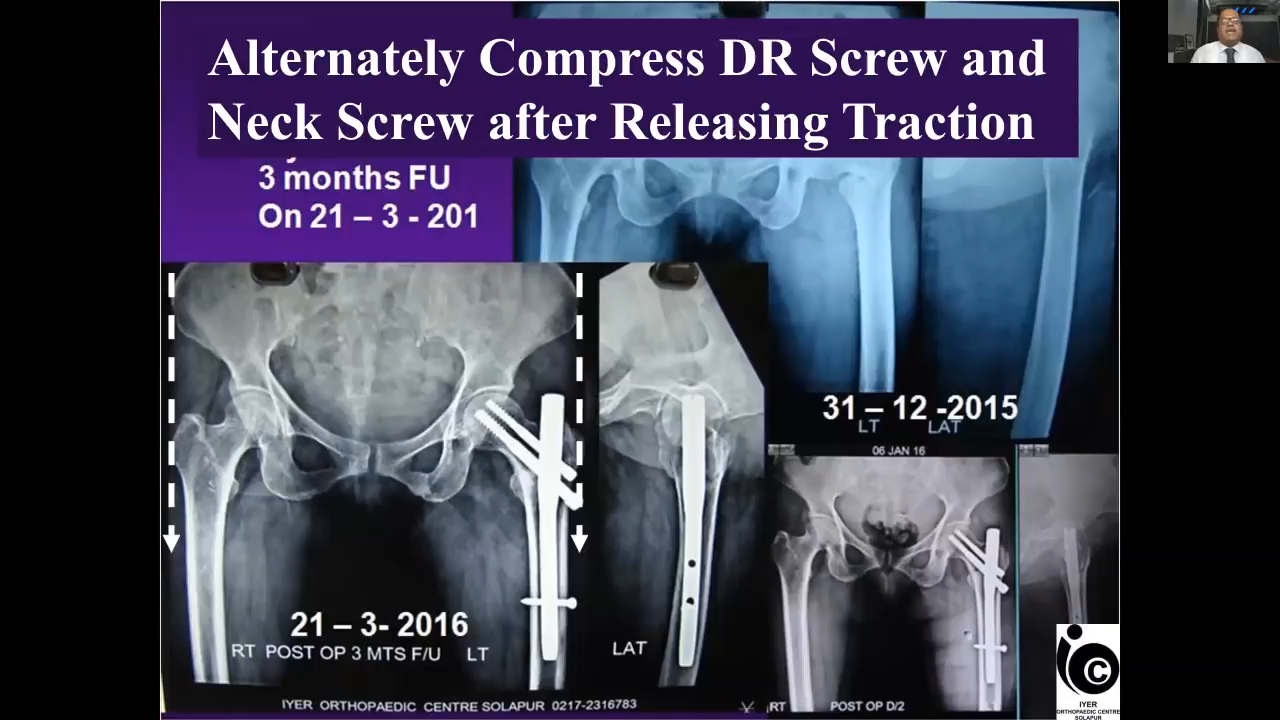 Alternately Compress DR Screw and
Neck Screw after Releasing Traction
3 months FU
On 21 – 3 - 201
31 – 12 -2015
LT LAT
06 JAN 16
21 – 3- 2016
RT POST OP 3 MTS F/U LT
LAT
IYER ORTHOPAEDIC CENTRE SOLAPUR 0217-2316783
RT POST OP D/2
C
IYER
ORTHOPAEDIC CENTRE
SOLAPUR